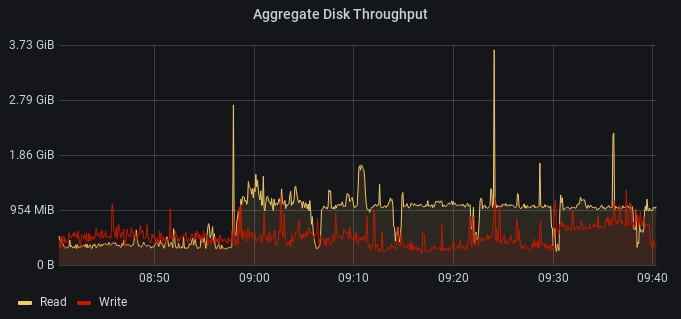 Aggregate Disk Throughput
3.73 GiB
2.79 GiB
1.86 GiB
954 MiB
0 B
08:50 09:00 09:10 09:20 09:30 09:40
Read Write